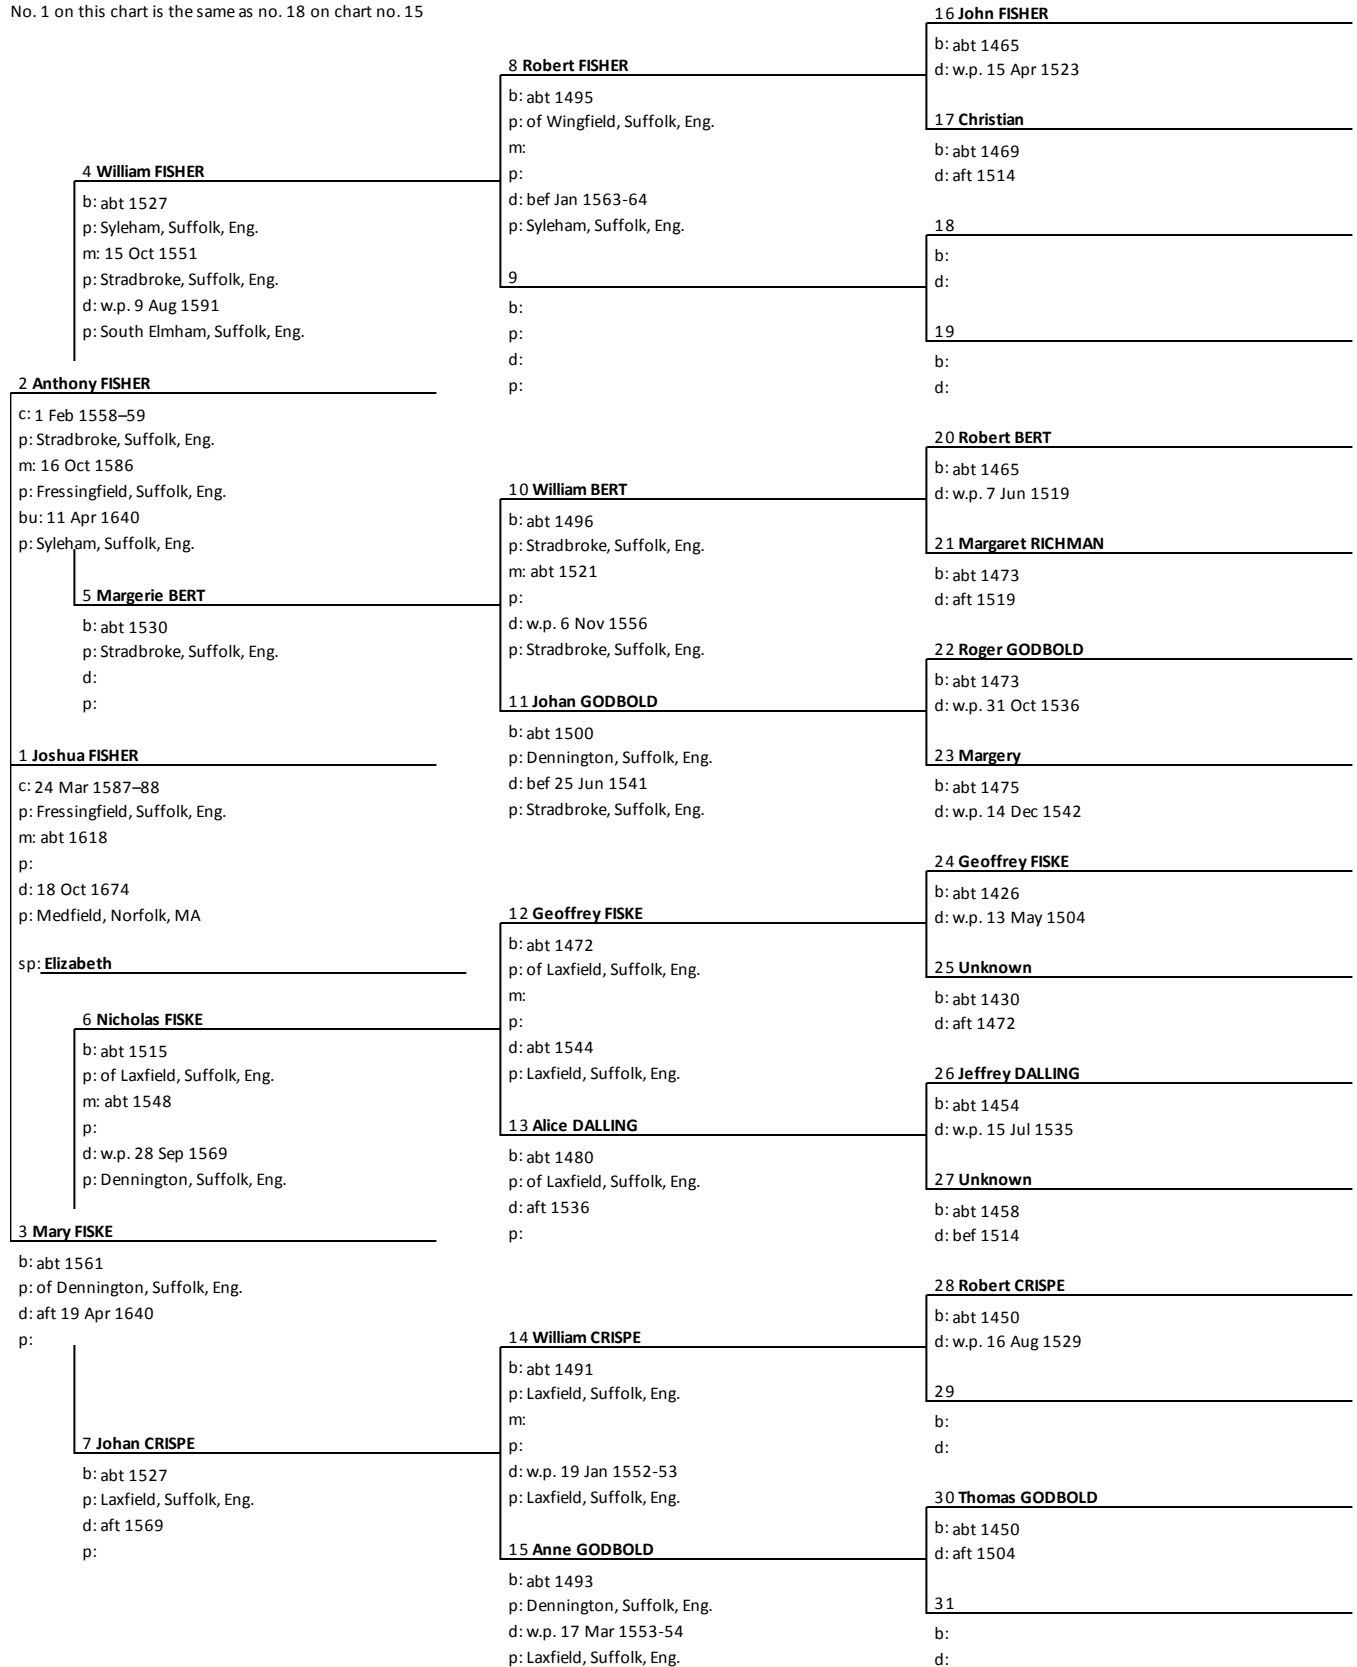 No. 1 on this chart is the same as no. 18 on chart no. 15
16 John FISHER
b: abt 1465
d: w.p. 15 Apr 1523
8 Robert FISHER
b: abt 1495
p: of Wingfield, Suffolk, Eng.
m:
p:
d: bef Jan 1563-64
p: Syleham, Suffolk, Eng.
17 Christian
b: abt 1469
d: aft 1514
4 William FISHER
b: abt 1527
p: Syleham, Suffolk, Eng.
m: 15 Oct 1551
p: Stradbroke, Suffolk, Eng.
d: w.p. 9 Aug 1591
p: South Elmham, Suffolk, Eng.
18
b:
d:
9
b:
p:
d:
p:
19
b:
d:
2 Anthony FISHER
c: 1 Feb 1558–59
p: Stradbroke, Suffolk, Eng.
m: 16 Oct 1586
p: Fressingfield, Suffolk, Eng.
bu: 11 Apr 1640
p: Syleham, Suffolk, Eng.
20 Robert BERT
b: abt 1465
d: w.p. 7 Jun 1519
10 William BERT
b: abt 1496
p: Stradbroke, Suffolk, Eng.
m: abt 1521
p:
d: w.p. 6 Nov 1556
p: Stradbroke, Suffolk, Eng.
21 Margaret RICHMAN
b: abt 1473
d: aft 1519
5 Margerie BERT
b: abt 1530
p: Stradbroke, Suffolk, Eng.
d:
p:
22 Roger GODBOLD
b: abt 1473
d: w.p. 31 Oct 1536
11 Johan GODBOLD
b: abt 1500
p: Dennington, Suffolk, Eng.
d: bef 25 Jun 1541
p: Stradbroke, Suffolk, Eng.
23 Margery
b: abt 1475
d: w.p. 14 Dec 1542
1 Joshua FISHER
c: 24 Mar 1587–88
p: Fressingfield, Suffolk, Eng.
m: abt 1618
p:
d: 18 Oct 1674
p: Medfield, Norfolk, MA
sp: Elizabeth
24 Geoffrey FISKE
b: abt 1426
d: w.p. 13 May 1504
12 Geoffrey FISKE
b: abt 1472
p: of Laxfield, Suffolk, Eng.
m:
p:
d: abt 1544
p: Laxfield, Suffolk, Eng.
25 Unknown
b: abt 1430
d: aft 1472
6 Nicholas FISKE
b: abt 1515
p: of Laxfield, Suffolk, Eng.
m: abt 1548
p:
d: w.p. 28 Sep 1569
p: Dennington, Suffolk, Eng.
26 Jeffrey DALLING
b: abt 1454
d: w.p. 15 Jul 1535
13 Alice DALLING
b: abt 1480
p: of Laxfield, Suffolk, Eng.
d: aft 1536
p:
27 Unknown
b: abt 1458
d: bef 1514
3 Mary FISKE
b: abt 1561
p: of Dennington, Suffolk, Eng.
d: aft 19 Apr 1640
p:
28 Robert CRISPE
b: abt 1450
d: w.p. 16 Aug 1529
14 William CRISPE
b: abt 1491
p: Laxfield, Suffolk, Eng.
m:
p:
d: w.p. 19 Jan 1552-53
p: Laxfield, Suffolk, Eng.
29
b:
d:
7 Johan CRISPE
b: abt 1527
p: Laxfield, Suffolk, Eng.
d: aft 1569
p:
30 Thomas GODBOLD
b: abt 1450
d: aft 1504
15 Anne GODBOLD
b: abt 1493
p: Dennington, Suffolk, Eng.
d: w.p. 17 Mar 1553-54
p: Laxfield, Suffolk, Eng.
31
b:
d: